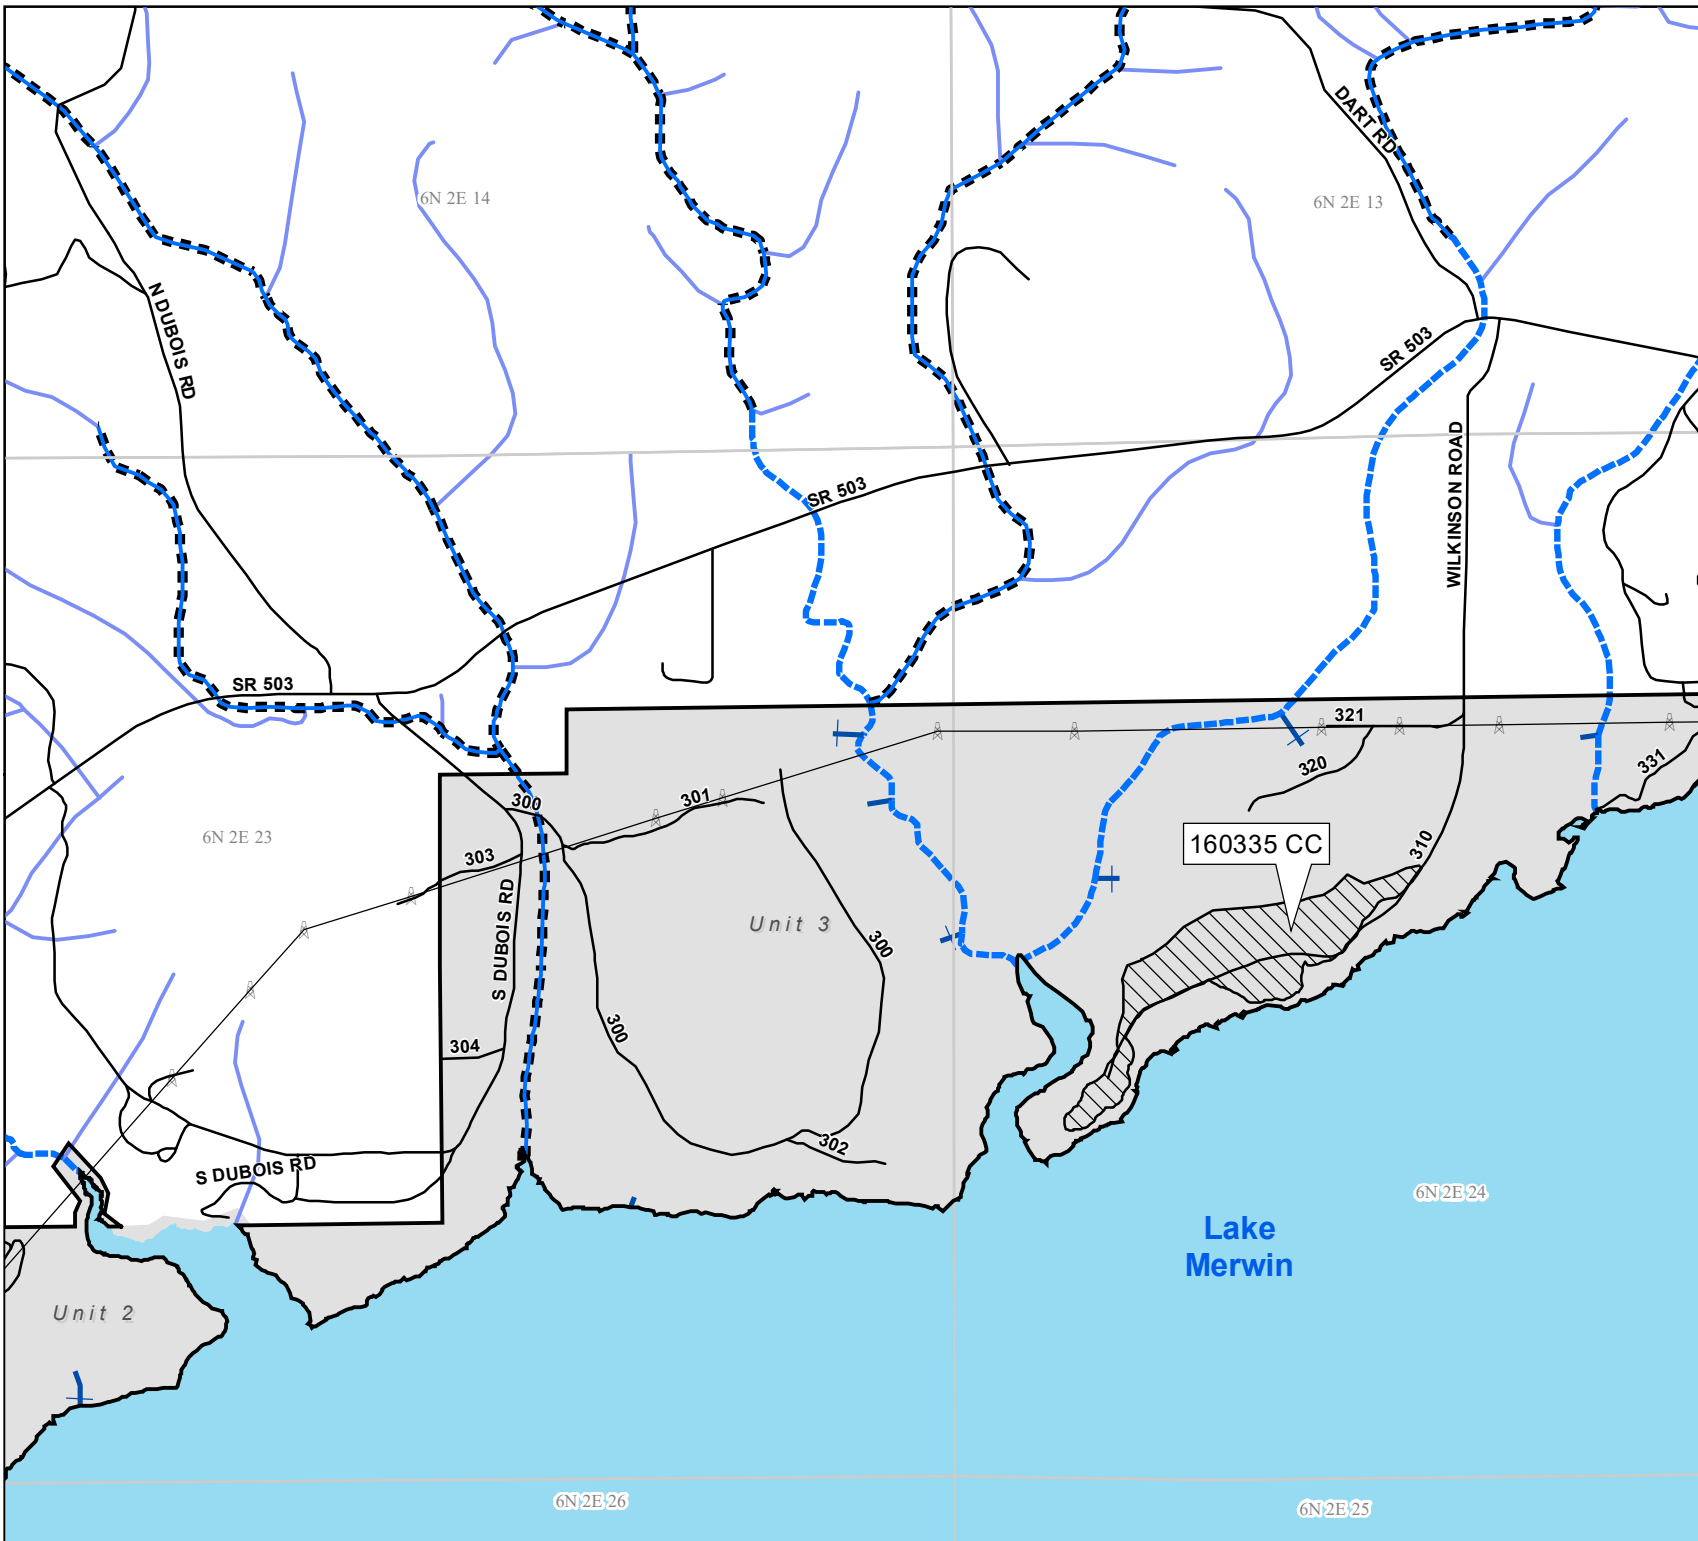 DART RD
6N 2E 14
6N 2E 13
N DUBOIS RD
SR 503
SR 503
WILKINSON ROAD
SR 503
321
320
331
300
301
160335 CC
310
6N 2E 23
303
S DUBOIS RD
Unit 3
300
300
304
302
S DUBOIS RD
6N 2E 24
Lake
Merwin
Unit 2
6N 2E 26
6N 2E 25